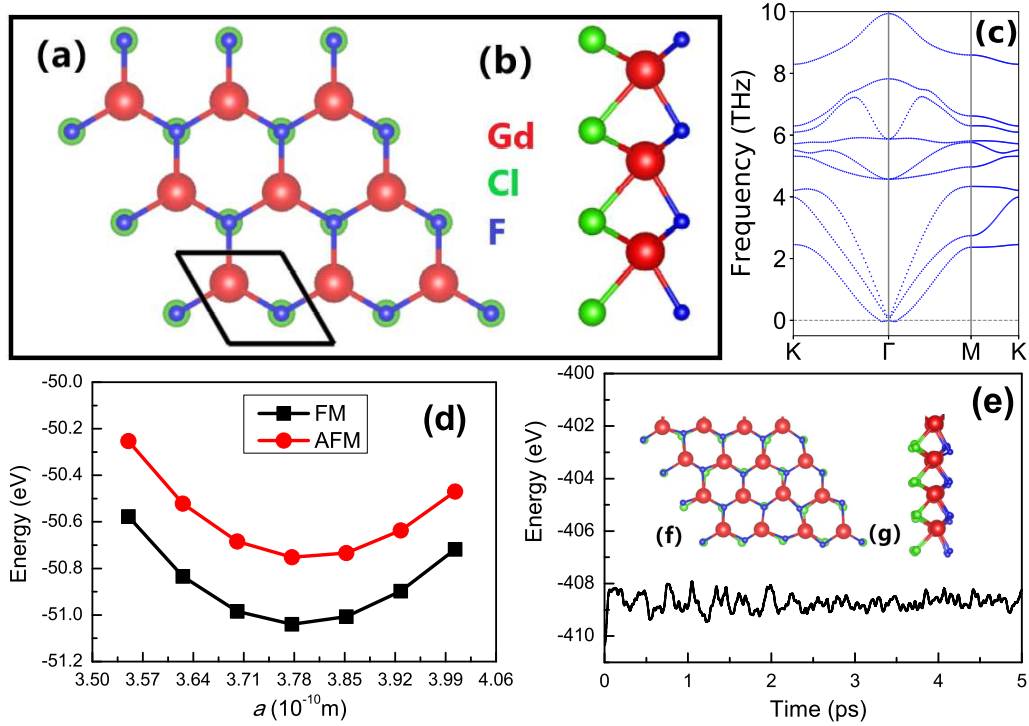 (a)
(b)
Gd
Cl
F
(c)
Frequency (THz)
10
8
6
4
2
0
K Γ M K
(d)
FM
AFM
Energy (eV)
-50.0
-50.2
-50.4
-50.6
-50.8
-51.0
-51.2
3.50 3.57 3.64 3.71 3.78 3.85 3.92 3.99 4.06
a (10⁻¹⁰m)
(e)
Energy (eV)
-400
-402
-404
-406
-408
-410
(f)
(g)
0 1 2 3 4 5
Time (ps)